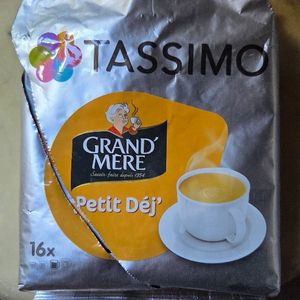 TASSIMO
GRAND'
MÈRE
Savoir-faire depuis 1954
Petit Déj'
16x